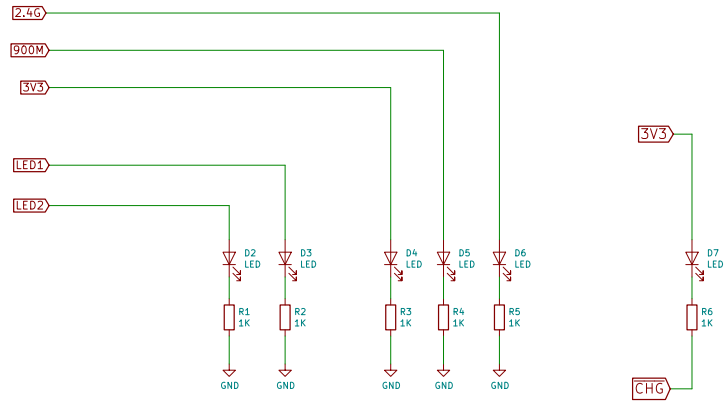 2.4G
900M
3V3
3V3
LED1
LED2
D2
LED
D3
LED
D4
LED
D5
LED
D6
LED
D7
LED
R1
1K
R2
1K
R3
1K
R4
1K
R5
1K
R6
1K
GND
GND
GND
GND
GND
CHG